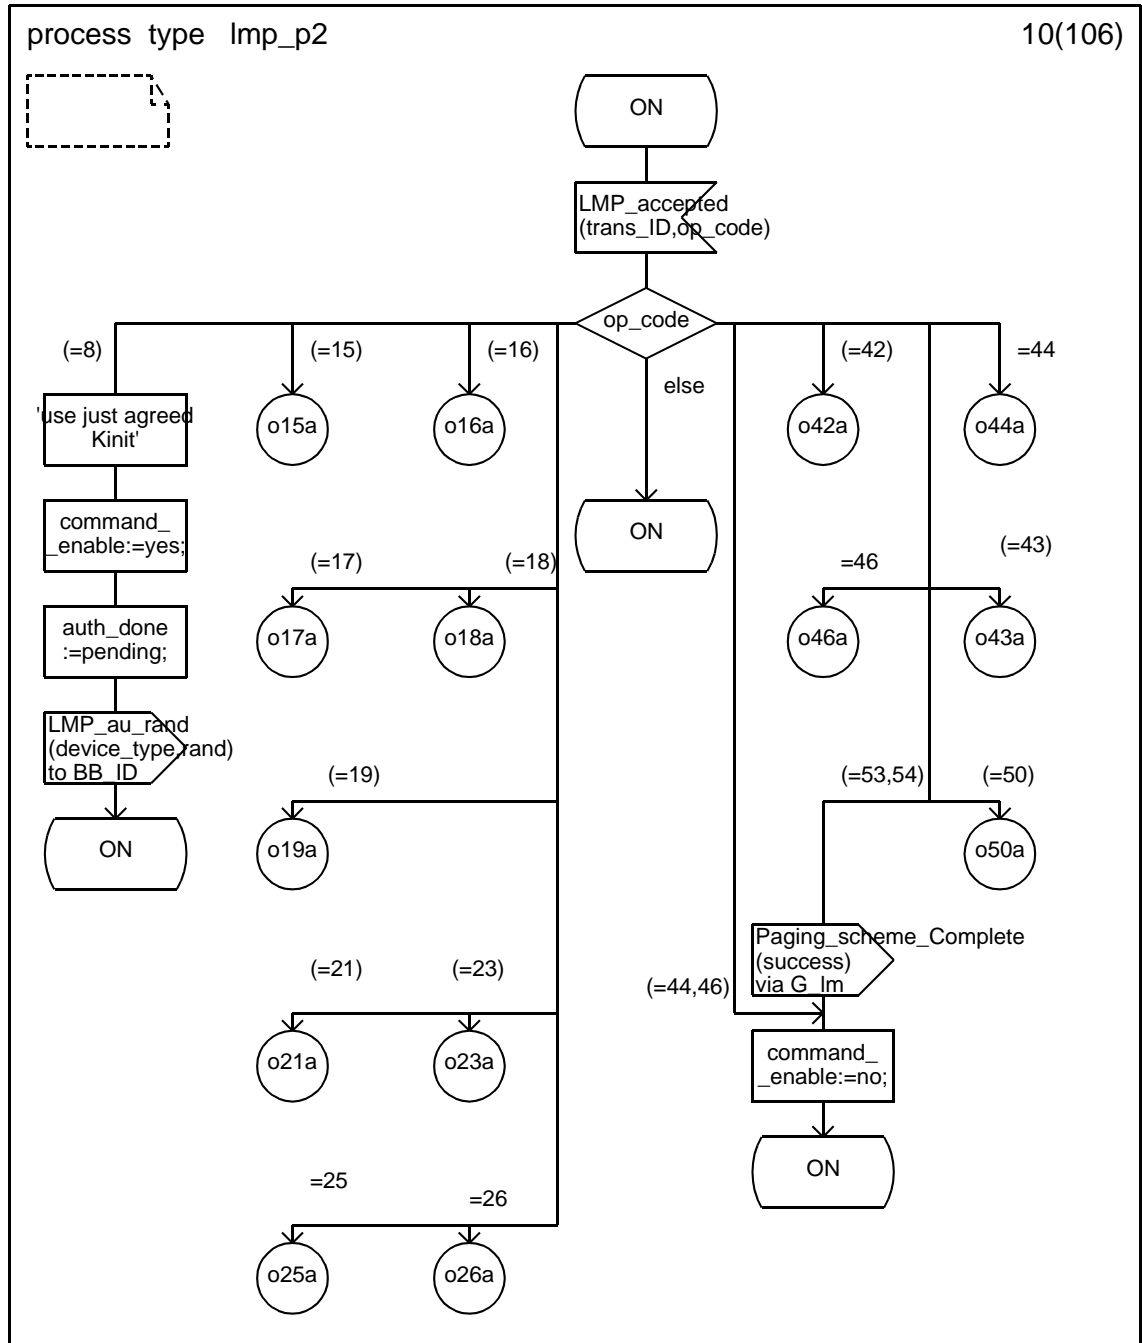 process type lmp_p2
10(106)
ON
LMP_accepted
(trans_ID,op_code)
op_code
(=8)
(=15)
(=16)
else
(=42)
=44
'use just agreed
Kinit'
o15a
o16a
o42a
o44a
command_
_enable:=yes;
ON
(=17)
(=18)
=46
(=43)
auth_done
:=pending;
o17a
o18a
o46a
o43a
LMP_au_rand
(device_type,rand)
to BB_ID
(=19)
(=53,54)
(=50)
ON
o19a
o50a
Paging_scheme_Complete
(success)
via G_lm
(=21)
(=23)
(=44,46)
o21a
o23a
command_
_enable:=no;
ON
=25
=26
o25a
o26a